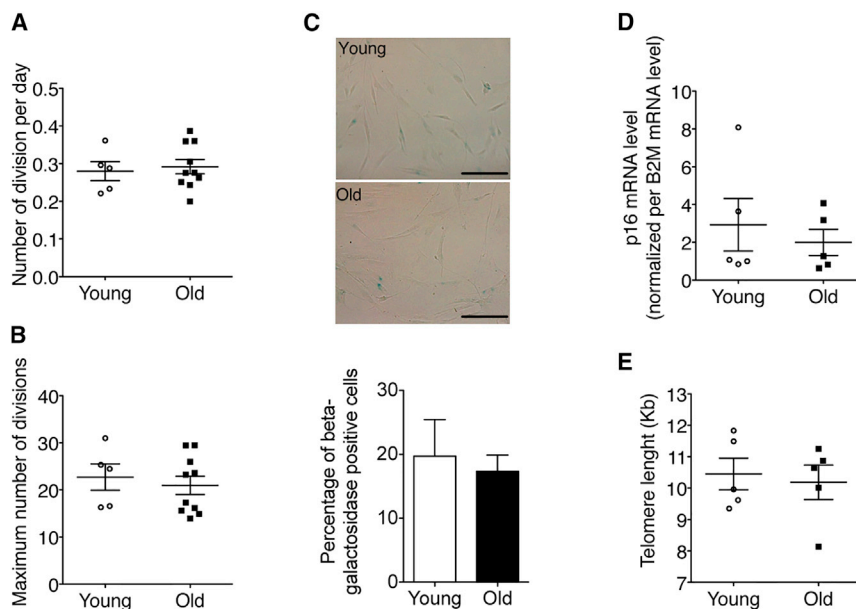 A
Number of division per day
0.5
0.4
0.3
0.2
0.1
0.0
Young
Old
B
Maximum number of divisions
40
30
20
10
0
Young
Old
C
Young
Old
Percentage of beta-
galactosidase positive cells
30
20
10
0
Young
Old
D
p16 mRNA level
(normalized per B2M mRNA level)
10
8
6
4
2
0
Young
Old
E
Telomere lenght (Kb)
13
12
11
10
9
8
7
Young
Old